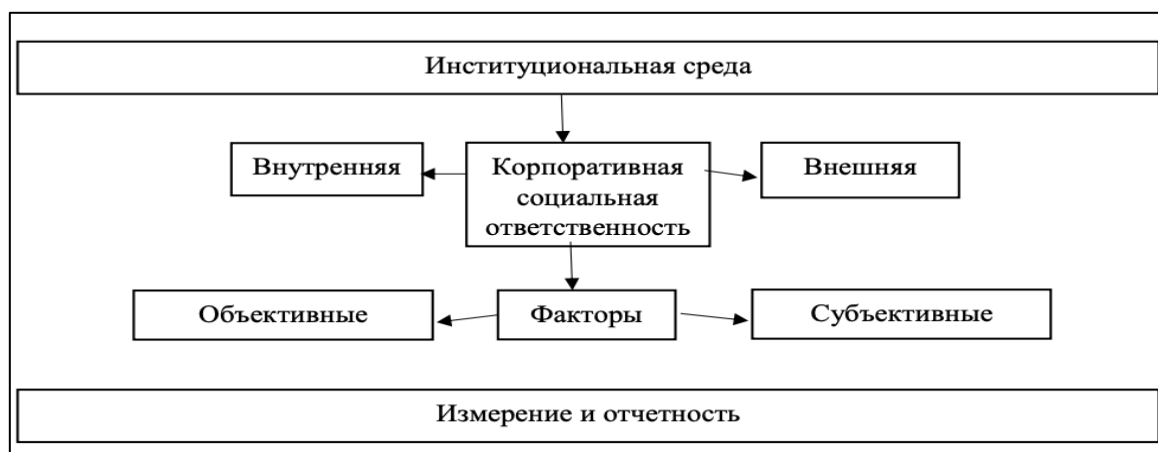 Институциональная среда
Внутренняя
Корпоративная
социальная
ответственность
Внешняя
Объективные
Факторы
Субъективные
Измерение и отчетность